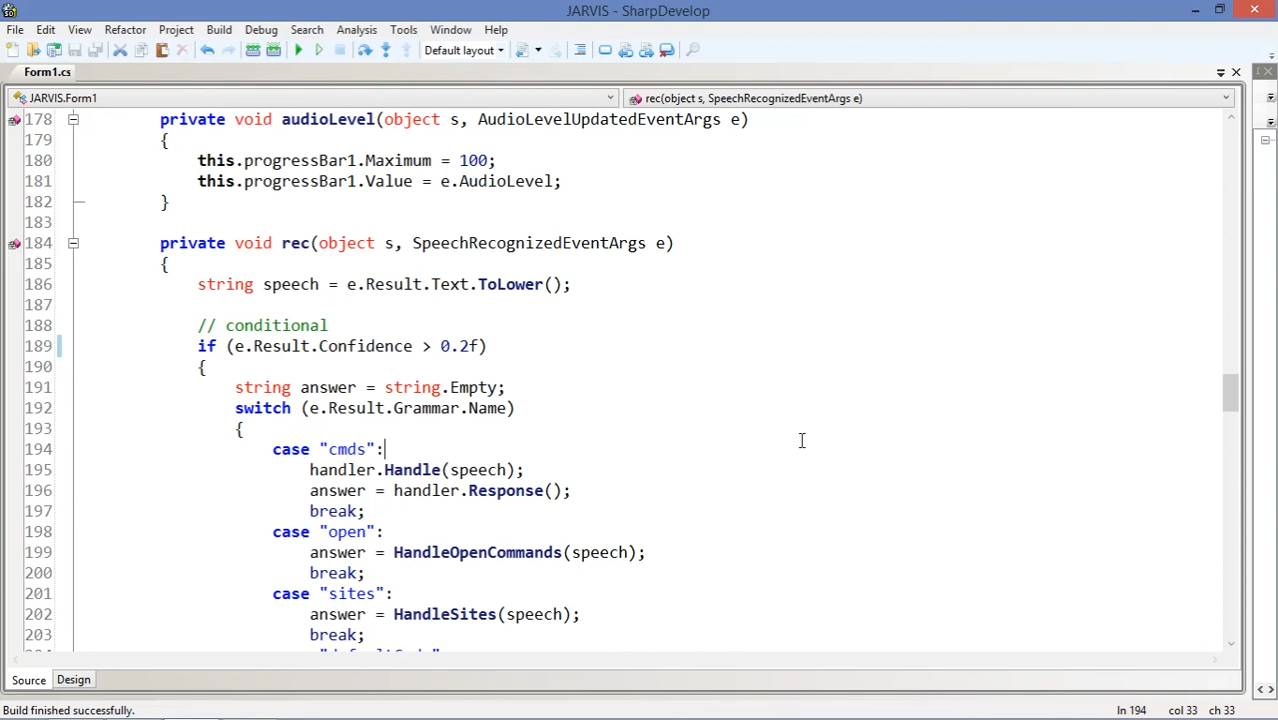 JARVIS - SharpDevelop
File Edit View Refactor Project Build Debug Search Analysis Tools Window Help
Default layout
Form1.cs
JARVIS.Form1
rec(object s, SpeechRecognizedEventArgs e)
178 private void audioLevel(object s, AudioLevelUpdatedEventArgs e)
179 {
180 this.progressBar1.Maximum = 100;
181 this.progressBar1.Value = e.AudioLevel;
182 }
183
184 private void rec(object s, SpeechRecognizedEventArgs e)
185 {
186 string speech = e.Result.Text.ToLower();
187
188 // conditional
189 if (e.Result.Confidence > 0.2f)
190 {
191 string answer = string.Empty;
192 switch (e.Result.Grammar.Name)
193 {
194 case "cmds":
195 handler.Handle(speech);
196 answer = handler.Response();
197 break;
198 case "open":
199 answer = HandleOpenCommands(speech);
200 break;
201 case "sites":
202 answer = HandleSites(speech);
203 break;
Source Design
Build finished successfully.
ln 194 col 33 ch 33